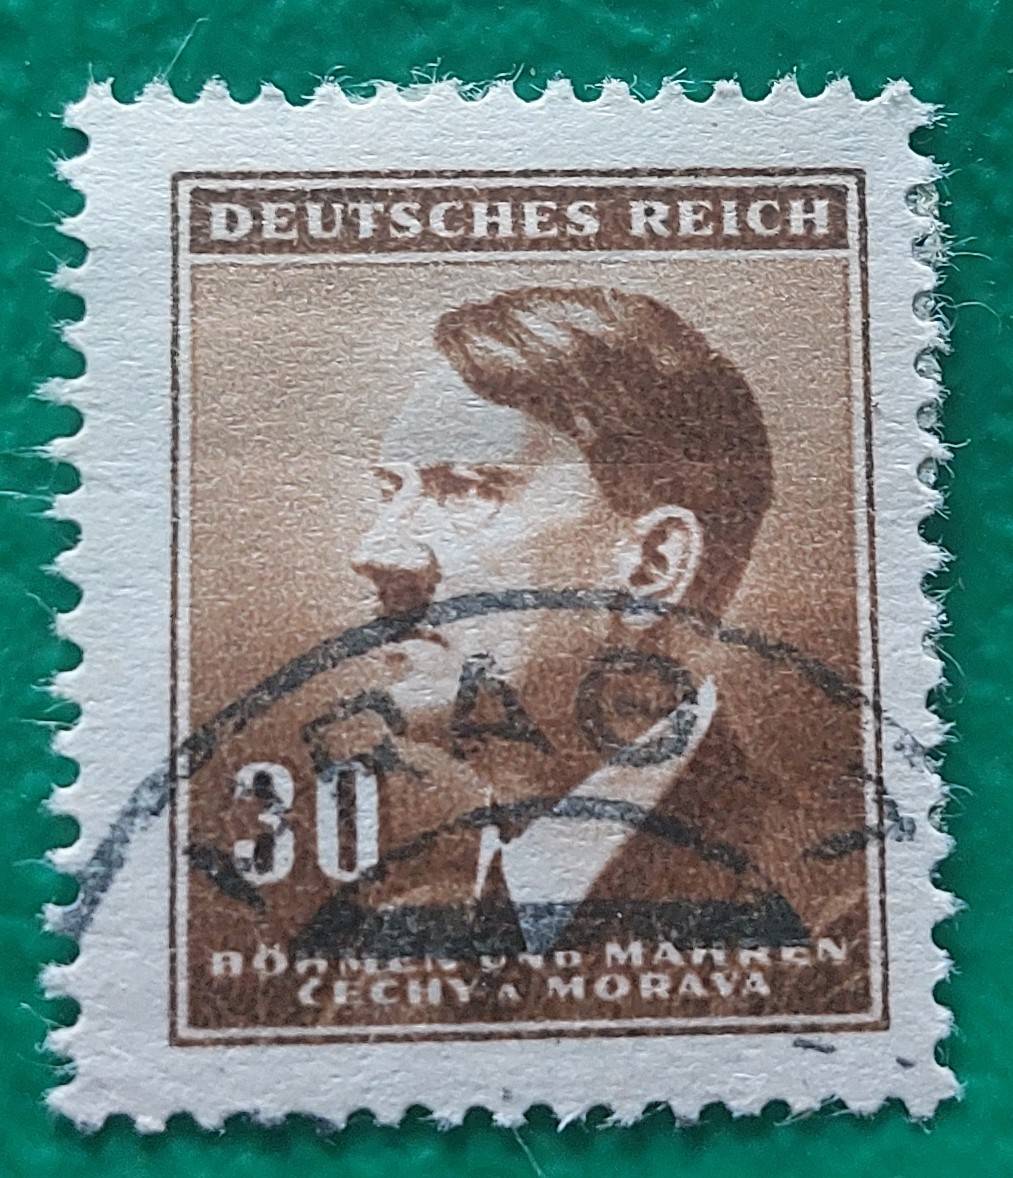 DEUTSCHES REICH
30
BÖHMEN UND MÄHREN
ČECHY A MORAVA